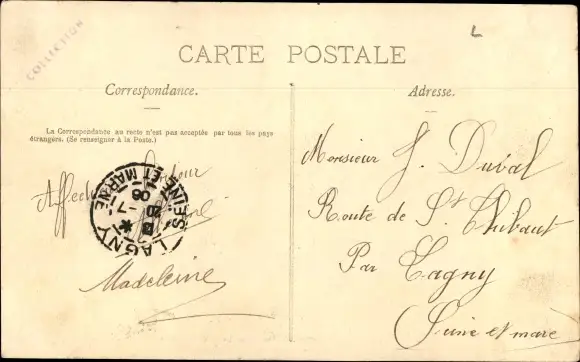 COLLECTION
L
CARTE POSTALE
Correspondance.
La Correspondance au recto n'est pas acceptée par tous les pays
étrangers. (Se renseigner à la Poste.)
LAGNY
SEINE ET MARNE
Madeleine
Adresse.
Monsieur J. Duval
Route de St Thibaut
Par Lagny
Seine et marne